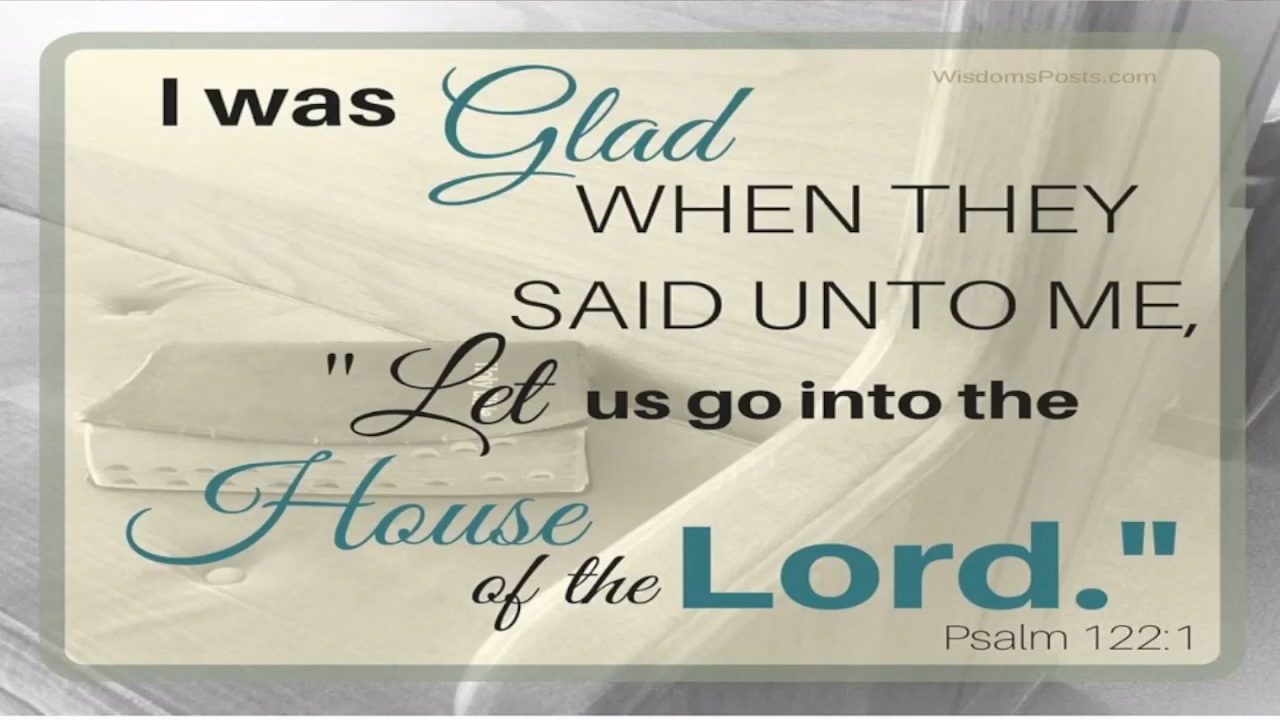 WisdomsPosts.com
I was Glad
WHEN THEY
SAID UNTO ME,
"Let us go into the
House
of the Lord."
Psalm 122:1